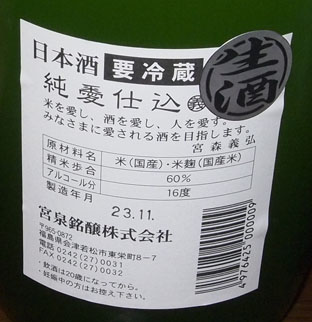 日本酒 要冷蔵
生酒
純愛仕込 義
米を愛し、酒を愛し、人を愛す。
みなさまに愛される酒を目指します。
宮森義弘
原材料名 米(国産)・米麹(国産米)
精米歩合 60%
アルコール分 16度
製造年月 23.11.
宮泉銘醸株式会社
〒965-0872
福島県会津若松市東栄町8-7
電話 0242(27)0031
FAX 0242(27)0032
・飲酒は20歳になってから。
・妊娠中の方はお控え下さい。
4 976425 000009